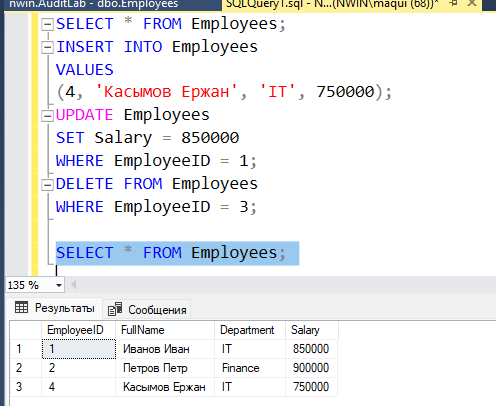 nwin.AuditLab - dbo.Employees SQLQuery1.sql - N...(NWIN\maqui (68))*
SELECT * FROM Employees;
INSERT INTO Employees
VALUES
(4, 'Касымов Ержан', 'IT', 750000);
UPDATE Employees
SET Salary = 850000
WHERE EmployeeID = 1;
DELETE FROM Employees
WHERE EmployeeID = 3;
SELECT * FROM Employees;
135 %
Результаты Сообщения
EmployeeID FullName Department Salary
1 1 Иванов Иван IT 850000
2 2 Петров Петр Finance 900000
3 4 Касымов Ержан IT 750000